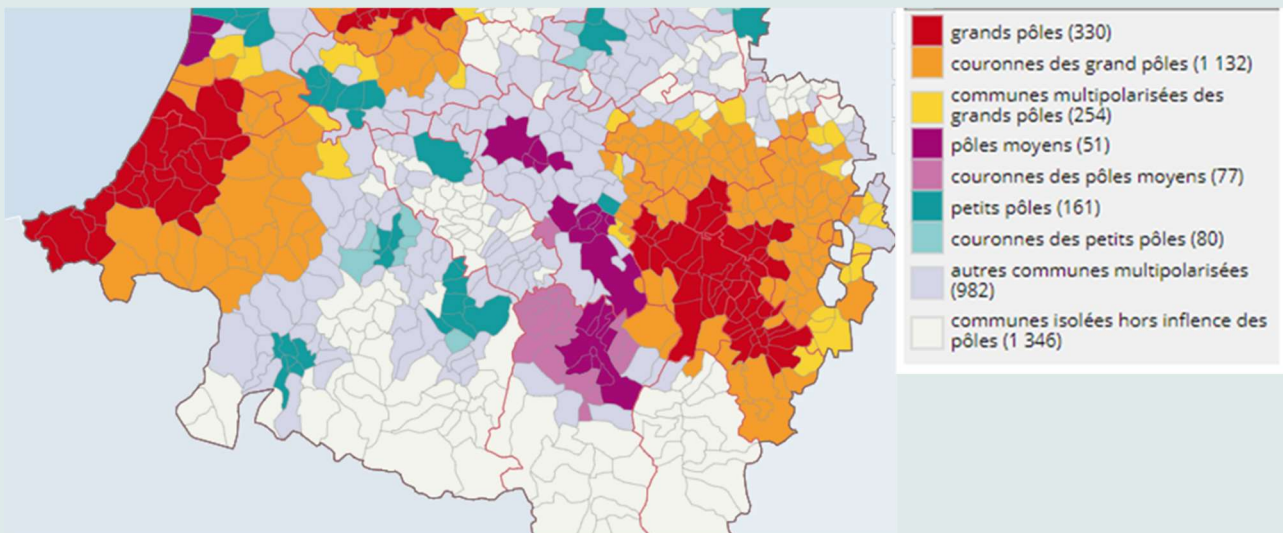 grands pôles (330)
couronnes des grand pôles (1 132)
communes multipolarisées des
grands pôles (254)
pôles moyens (51)
couronnes des pôles moyens (77)
petits pôles (161)
couronnes des petits pôles (80)
autres communes multipolarisées
(982)
communes isolées hors inflence des
pôles (1 346)